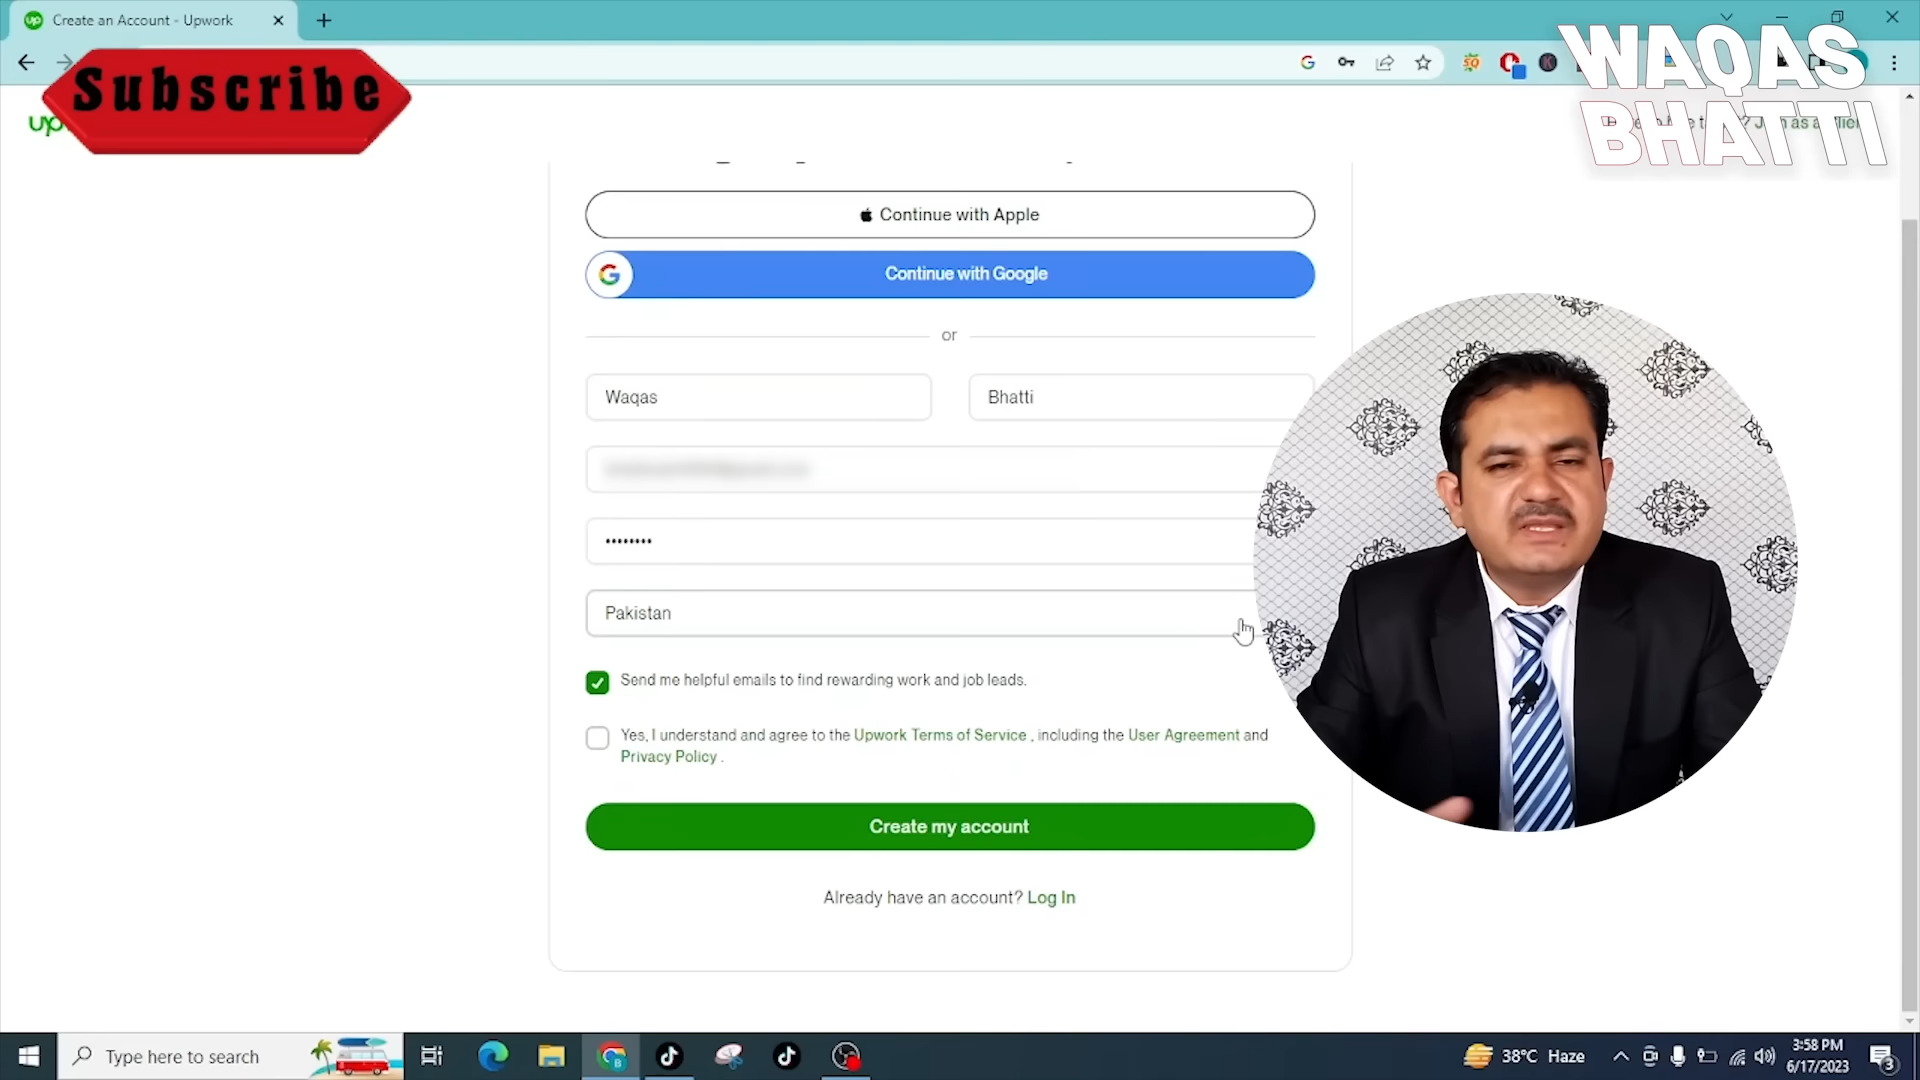 Create an Account - Upwork
Subscribe
WAQAS
BHATTI
up
Continue with Apple
Continue with Google
or
Waqas
Bhatti
••••••••
Pakistan
Send me helpful emails to find rewarding work and job leads.
Yes, I understand and agree to the Upwork Terms of Service , including the User Agreement and
Privacy Policy .
Create my account
Already have an account? Log In
Type here to search
38°C Haze
3:58 PM
6/17/2023
3